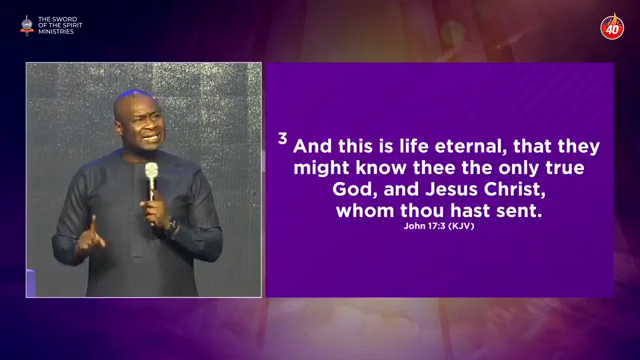 THE SWORD
OF THE SPIRIT
MINISTRIES
40
3 And this is life eternal, that they
might know thee the only true
God, and Jesus Christ,
whom thou hast sent.
John 17:3 (KJV)